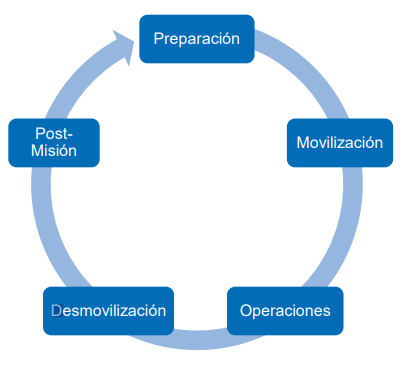 Preparación
Movilización
Operaciones
Desmovilización
Post-
Misión